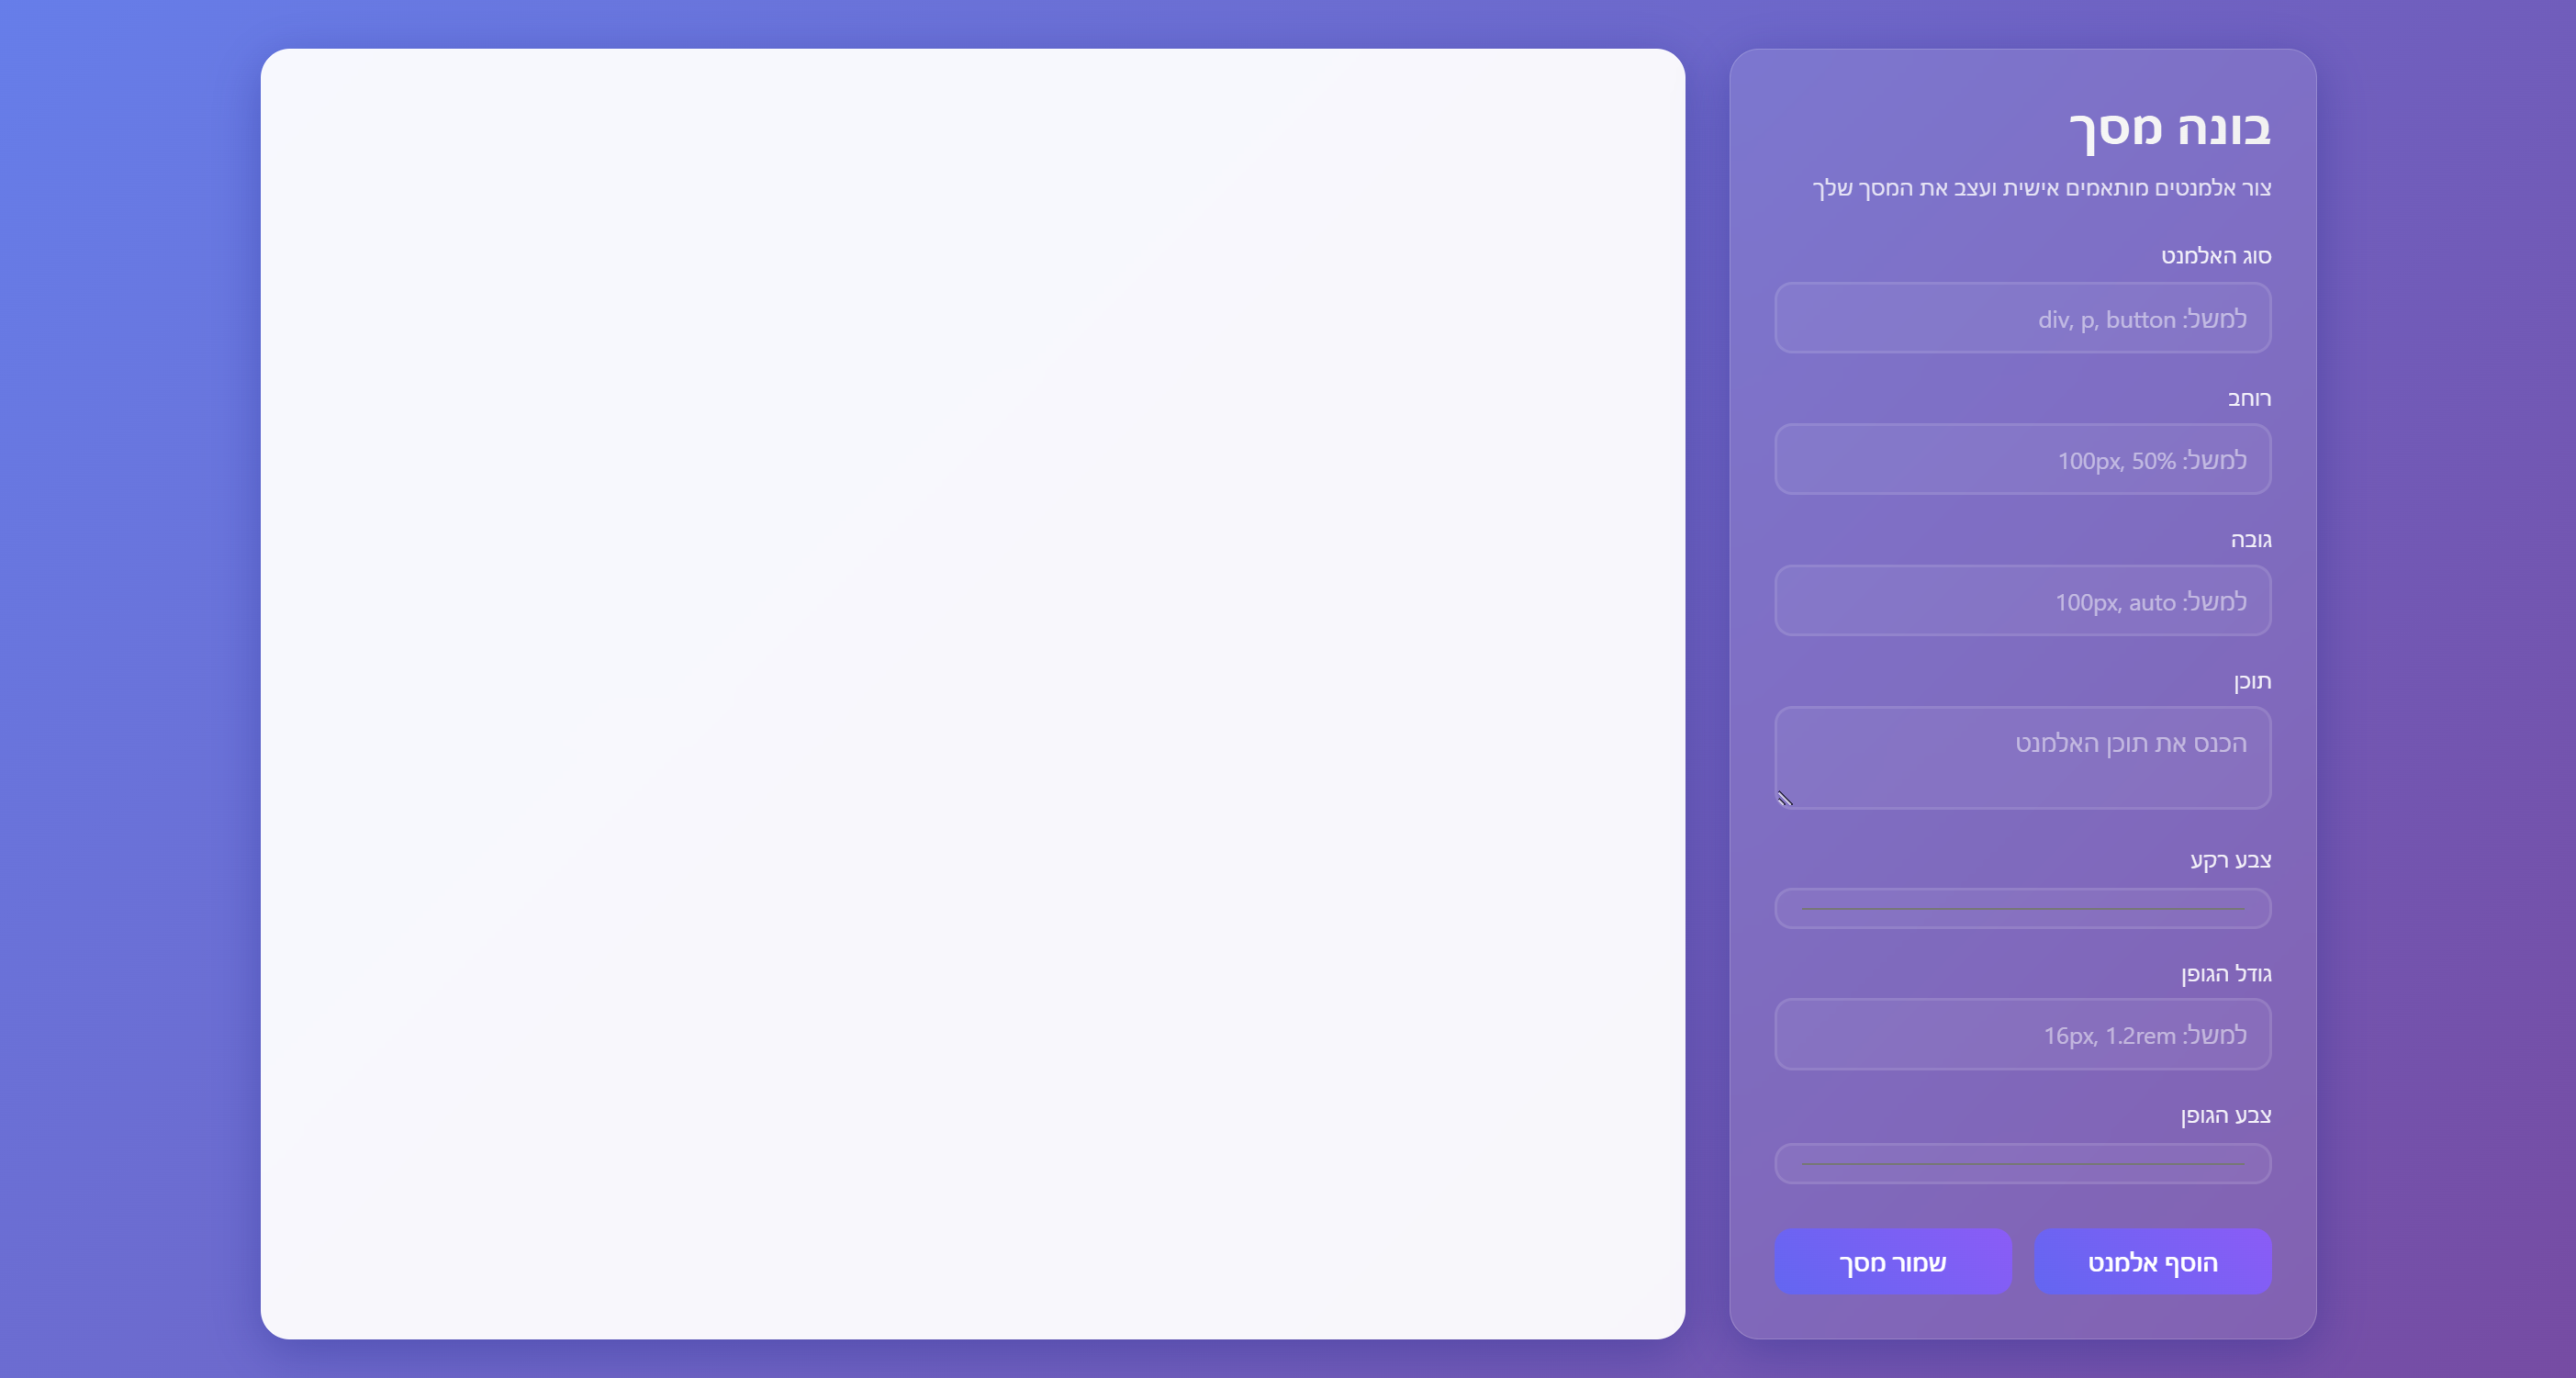 בונה מסך
צור אלמנטים מותאמים אישית ועצב את המסך שלך
סוג האלמנט
למשל: div, p, button
רוחב
למשל: 100px, 50%
גובה
למשל: 100px, auto
תוכן
הכנס את תוכן האלמנט
צבע רקע
גודל הגופן
למשל: 16px, 1.2rem
צבע הגופן
הוסף אלמנט
שמור מסך